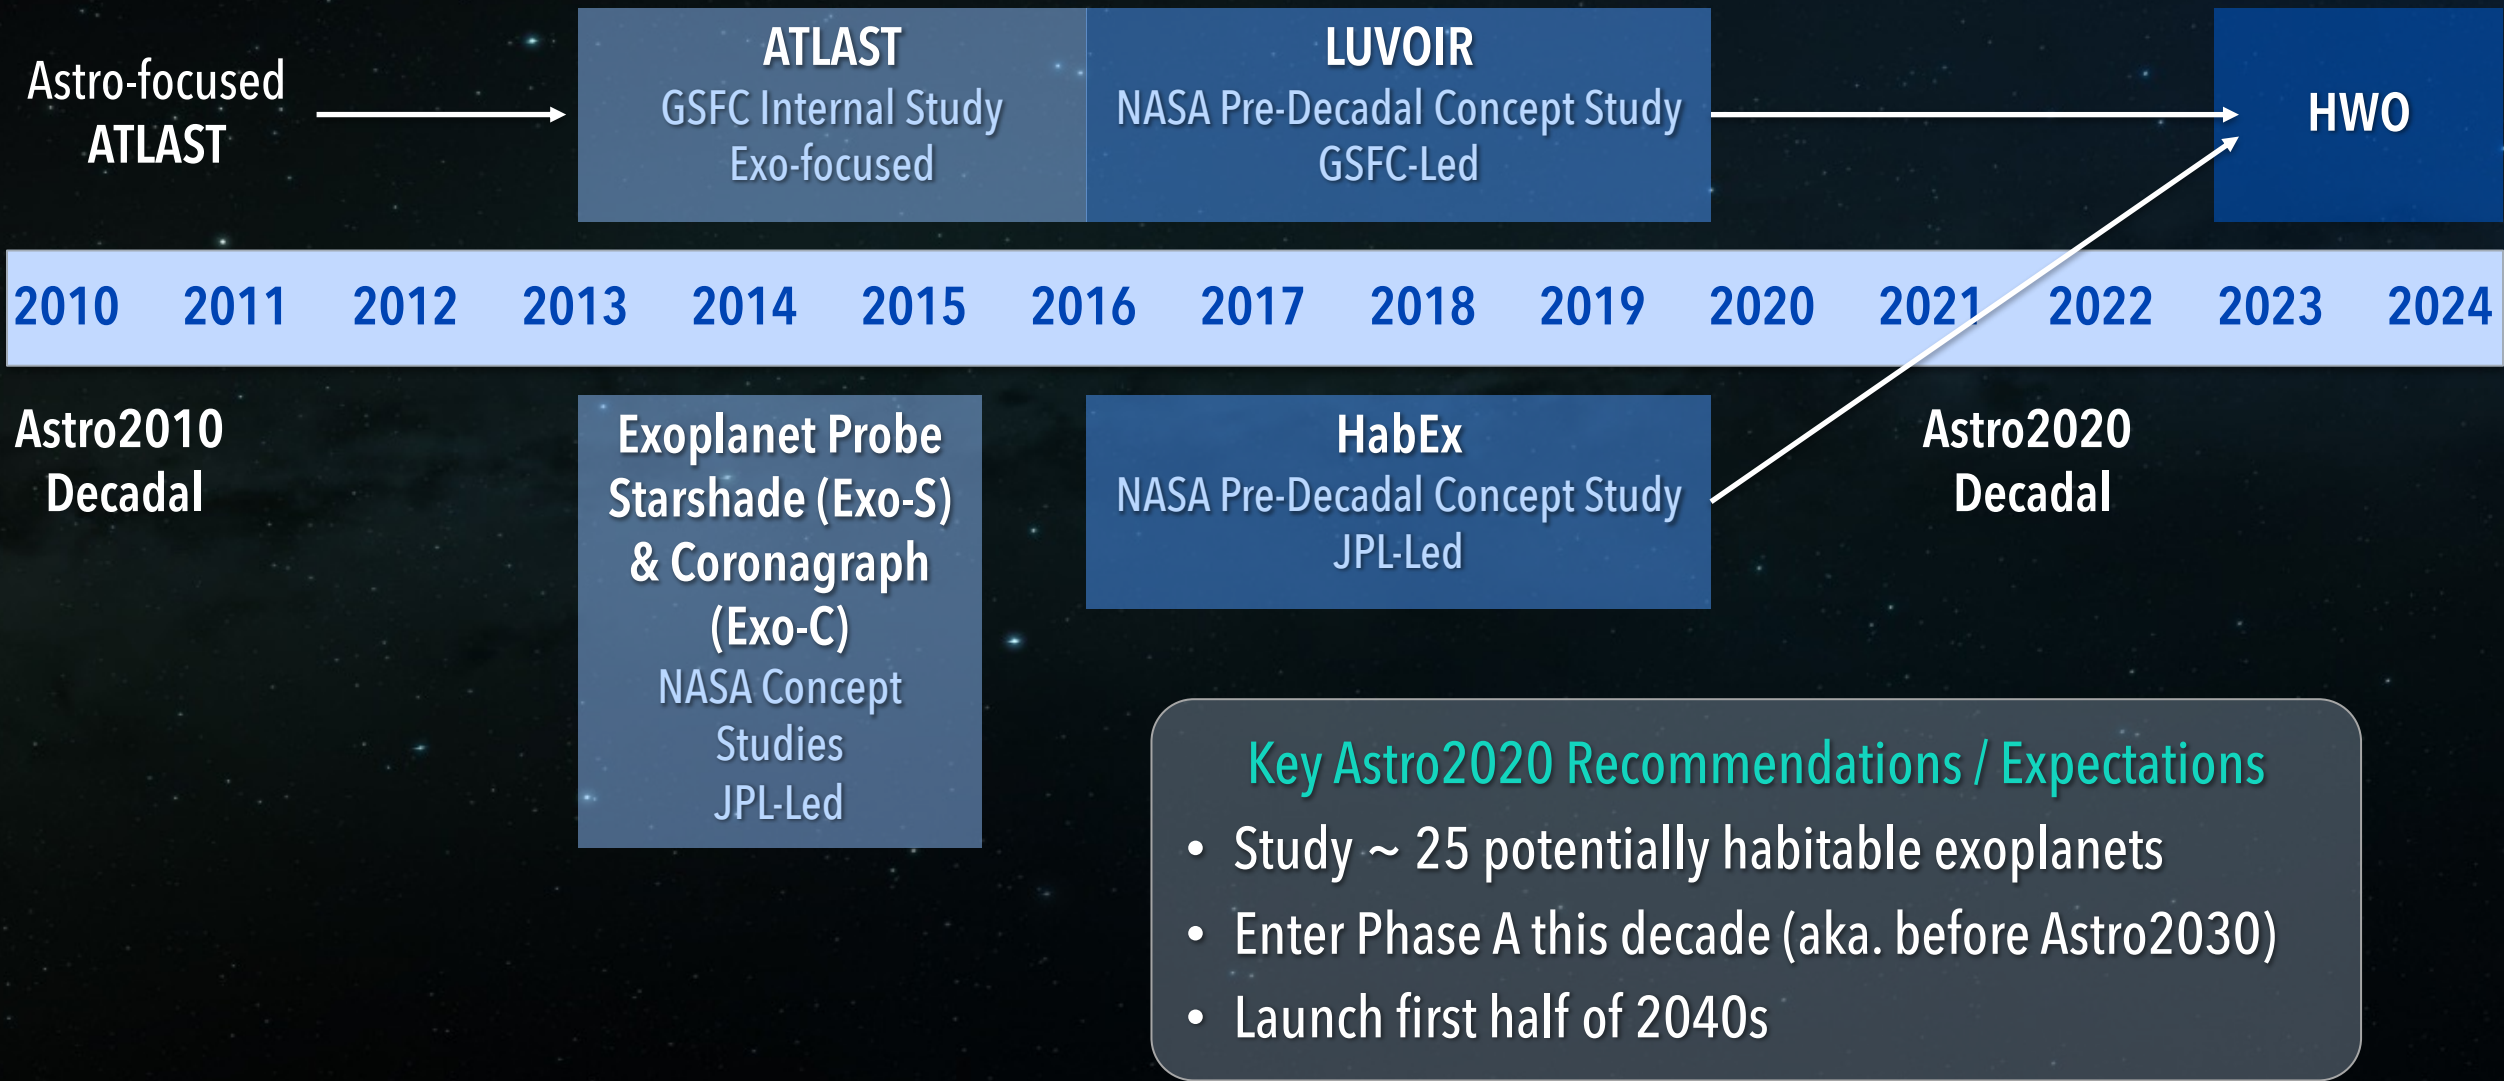 Astro-focused
ATLAST
ATLAST
GSFC Internal Study
Exo-focused
LUVOIR
NASA Pre-Decadal Concept Study
GSFC-Led
HWO
2010 2011 2012 2013 2014 2015 2016 2017 2018 2019 2020 2021 2022 2023 2024
Astro2010
Decadal
Exoplanet Probe
Starshade (Exo-S)
& Coronagraph
(Exo-C)
NASA Concept
Studies
JPL-Led
HabEx
NASA Pre-Decadal Concept Study
JPL-Led
Astro2020
Decadal
Key Astro2020 Recommendations / Expectations
• Study ~ 25 potentially habitable exoplanets
• Enter Phase A this decade (aka. before Astro2030)
• Launch first half of 2040s